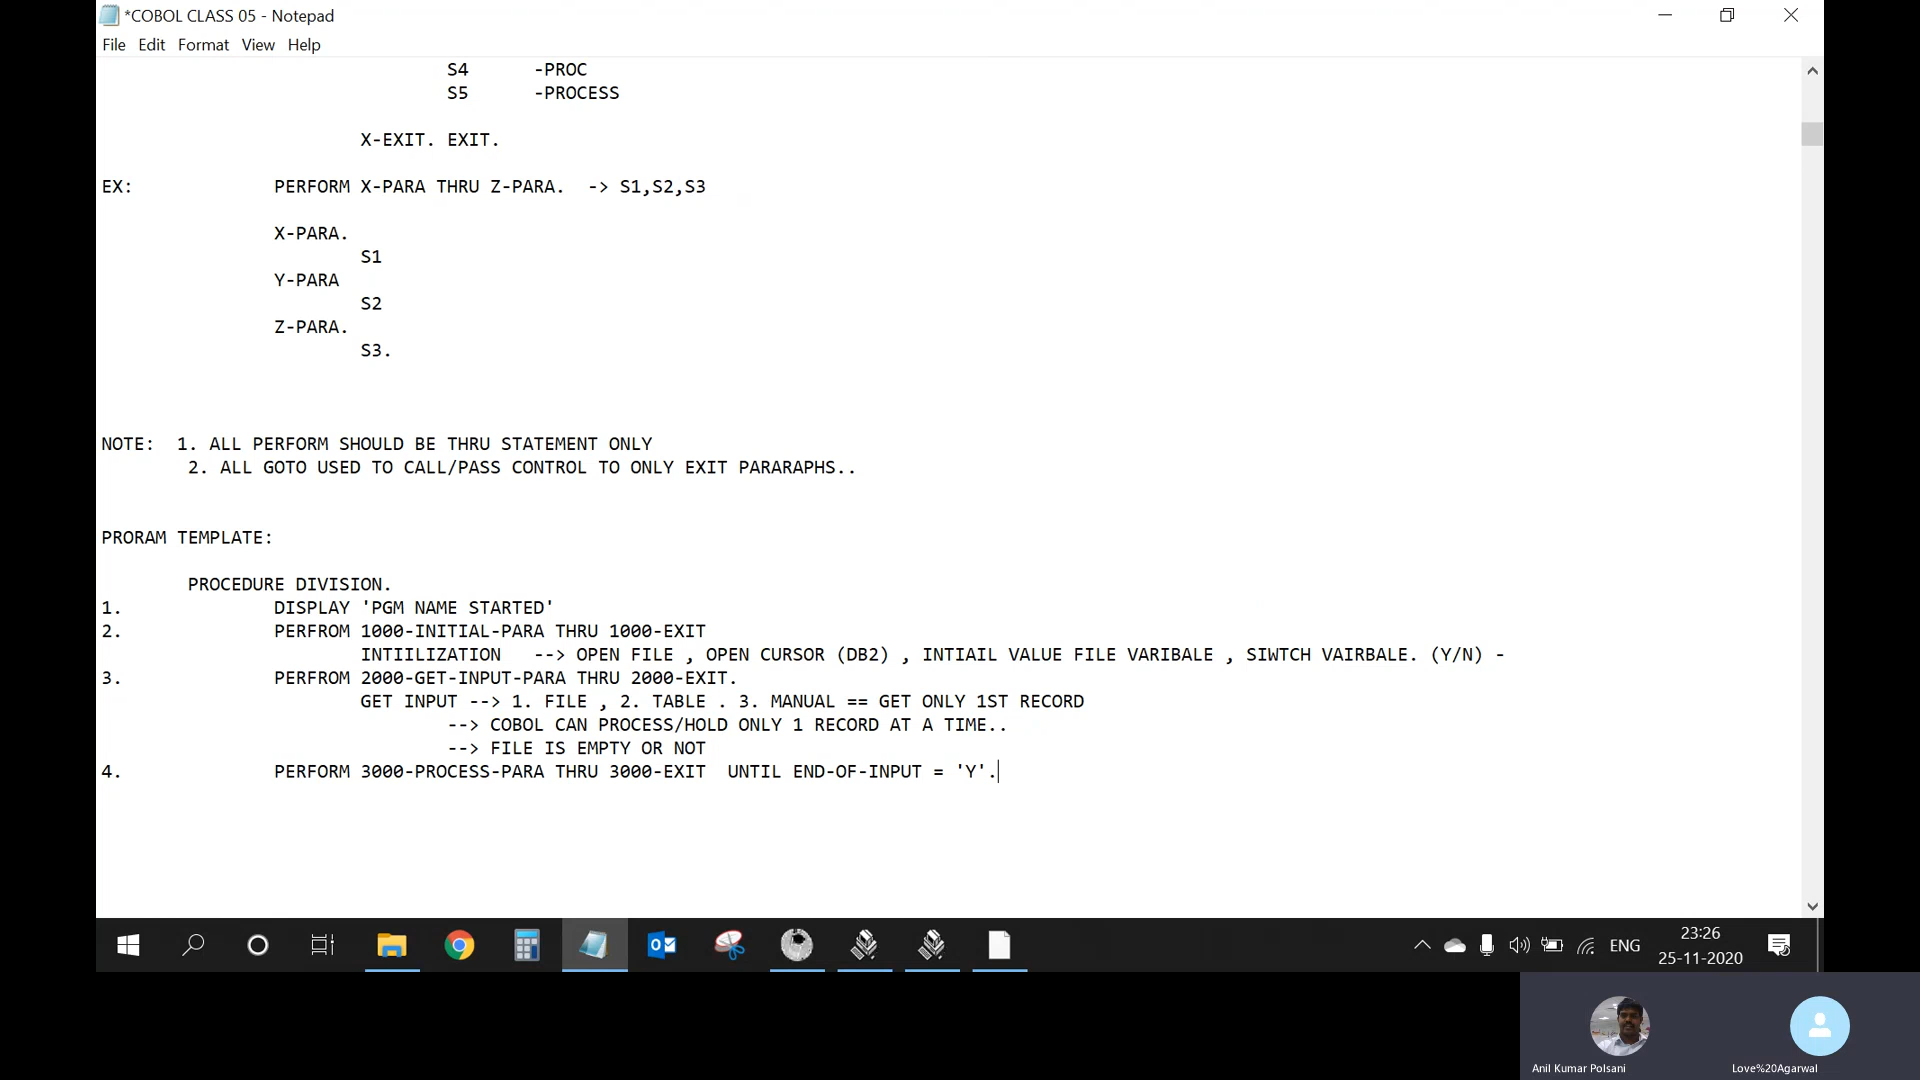 *COBOL CLASS 05 - Notepad
File Edit Format View Help
S4 -PROC
S5 -PROCESS
X-EXIT. EXIT.
EX: PERFORM X-PARA THRU Z-PARA. -> S1,S2,S3
X-PARA.
S1
Y-PARA
S2
Z-PARA.
S3.
NOTE: 1. ALL PERFORM SHOULD BE THRU STATEMENT ONLY
2. ALL GOTO USED TO CALL/PASS CONTROL TO ONLY EXIT PARARAPHS..
PRORAM TEMPLATE:
PROCEDURE DIVISION.
1. DISPLAY 'PGM NAME STARTED'
2. PERFROM 1000-INITIAL-PARA THRU 1000-EXIT
INTIILIZATION --> OPEN FILE , OPEN CURSOR (DB2) , INTIAIL VALUE FILE VARIBALE , SIWTCH VAIRBALE. (Y/N) -
3. PERFROM 2000-GET-INPUT-PARA THRU 2000-EXIT.
GET INPUT --> 1. FILE , 2. TABLE . 3. MANUAL == GET ONLY 1ST RECORD
--> COBOL CAN PROCESS/HOLD ONLY 1 RECORD AT A TIME..
--> FILE IS EMPTY OR NOT
4. PERFORM 3000-PROCESS-PARA THRU 3000-EXIT UNTIL END-OF-INPUT = 'Y'.
ENG
23:26
25-11-2020
Anil Kumar Polsani
Love%20Agarwal